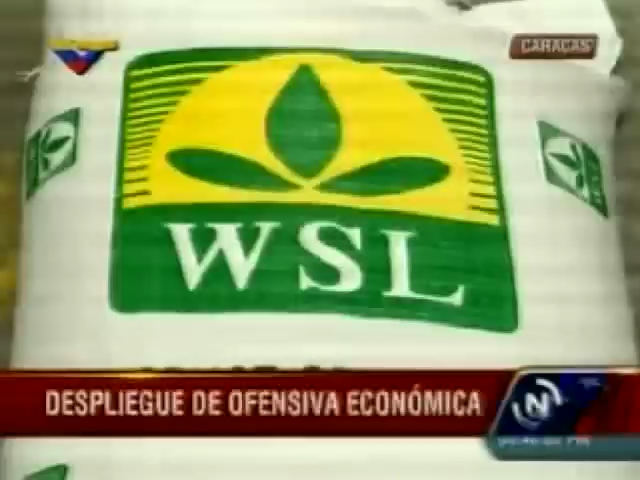 CARACAS
WSL
DESPLIEGUE DE OFENSIVA ECONÓMICA
N